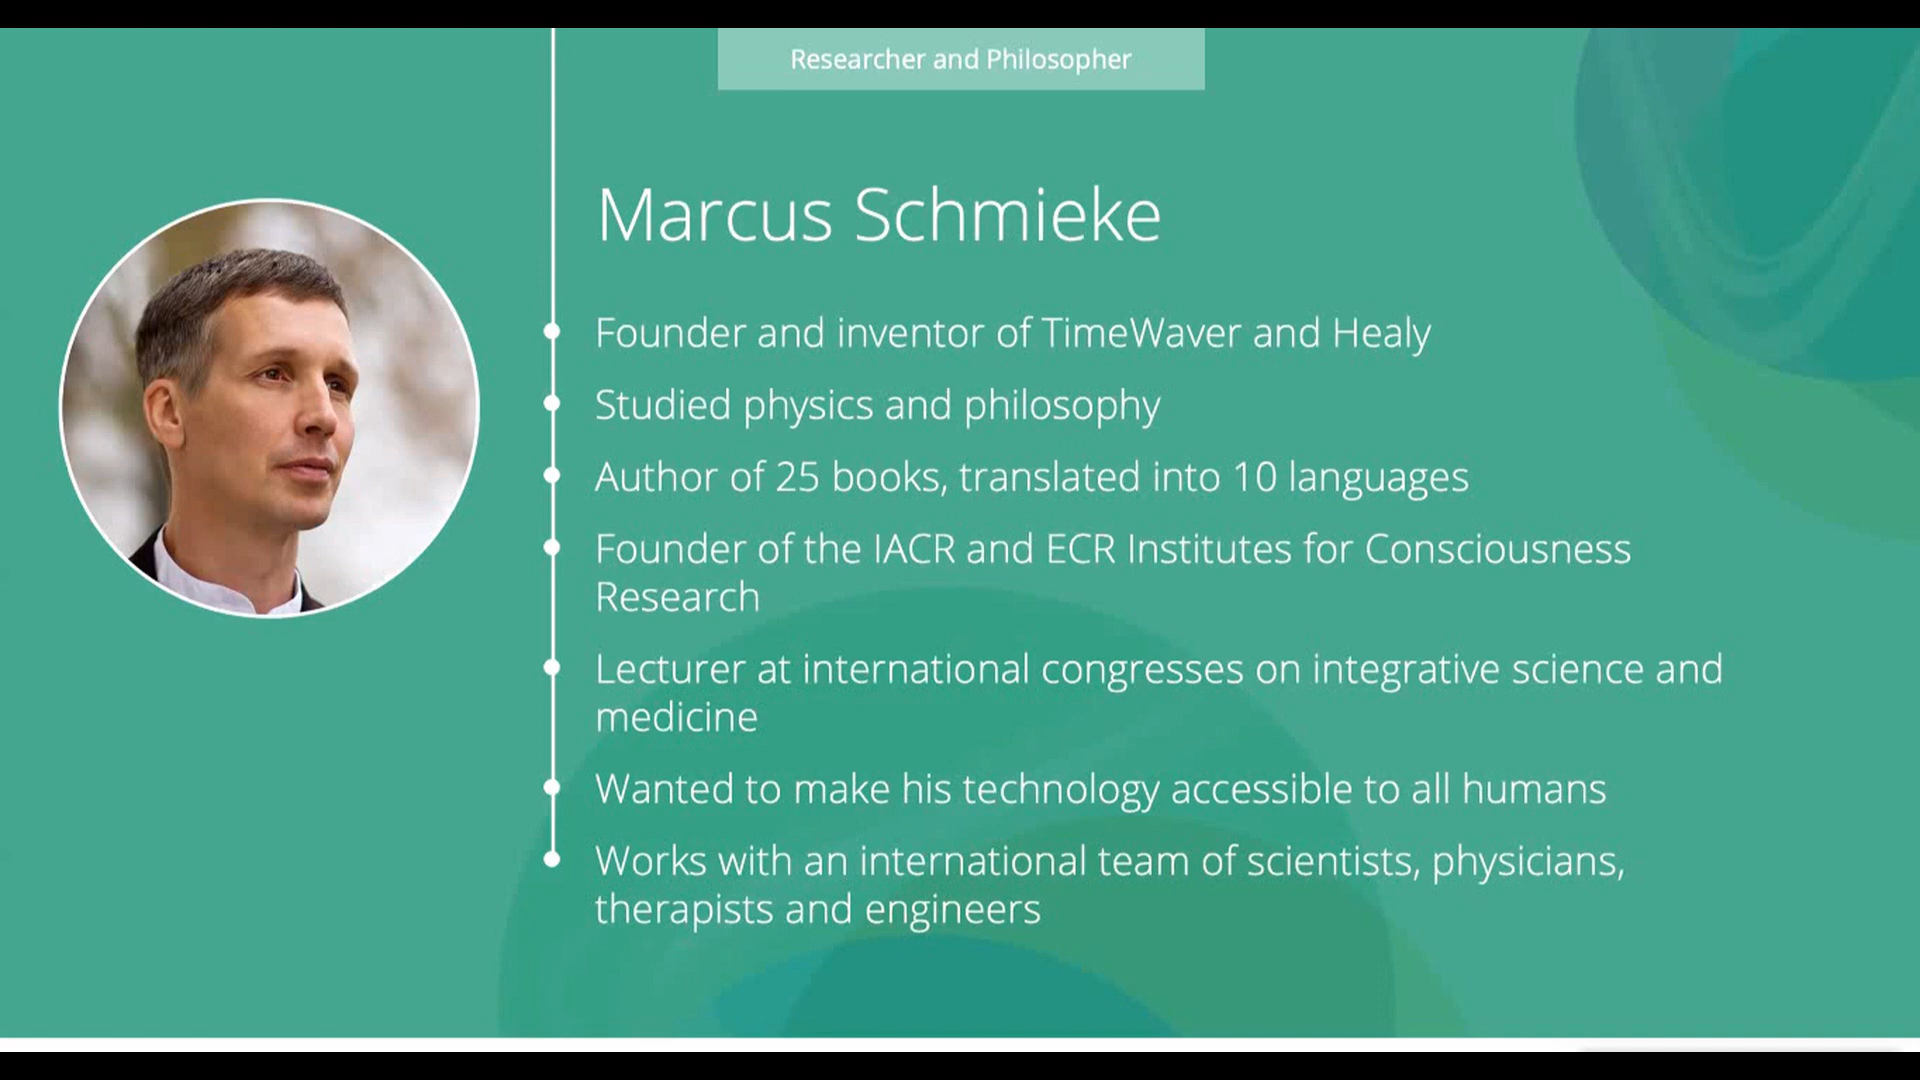 Researcher and Philosopher
Marcus Schmieke
Founder and inventor of TimeWaver and Healy
Studied physics and philosophy
Author of 25 books, translated into 10 languages
Founder of the IACR and ECR Institutes for Consciousness
Research
Lecturer at international congresses on integrative science and
medicine
Wanted to make his technology accessible to all humans
Works with an international team of scientists, physicians,
therapists and engineers